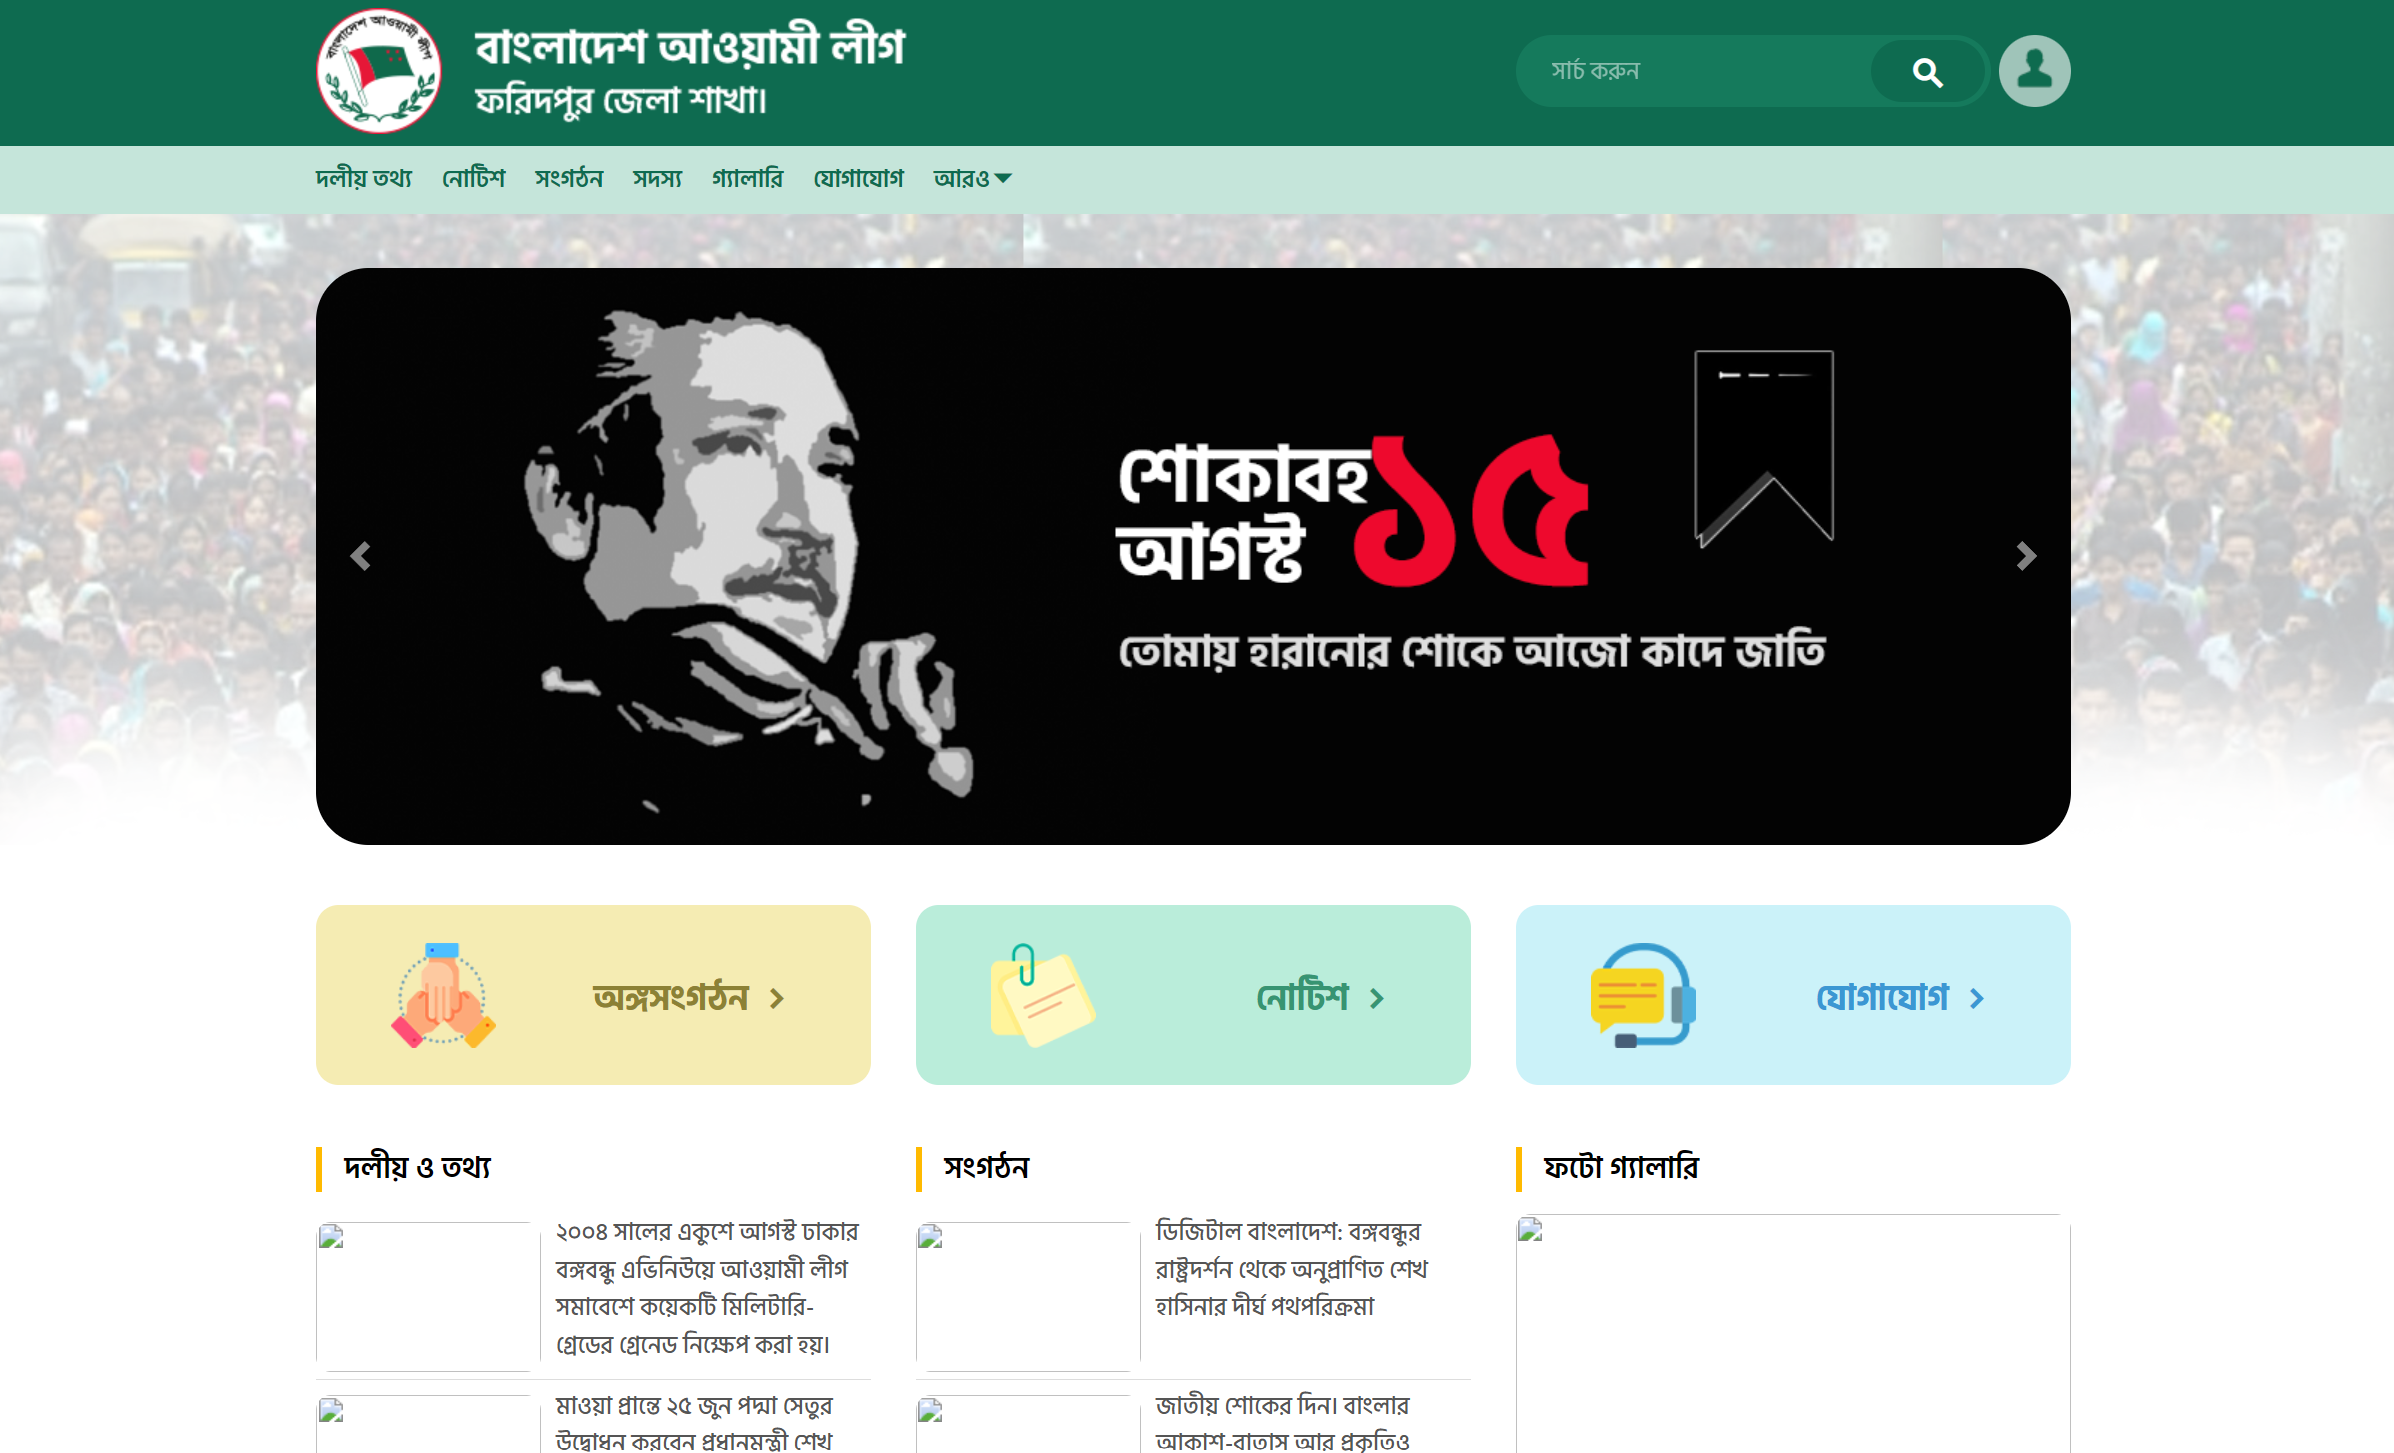 বাংলাদেশ আওয়ামী লীগ
বাংলাদেশ আওয়ামী লীগ
ফরিদপুর জেলা শাখা।
সার্চ করুন
দলীয় তথ্য নোটিশ সংগঠন সদস্য গ্যালারি যোগাযোগ আরও
শোকাবহ ১৫
আগস্ট
তোমায় হারানোর শোকে আজো কাদে জাতি
অঙ্গসংগঠন
নোটিশ
যোগাযোগ
দলীয় ও তথ্য
২০০৪ সালের একুশে আগস্ট ঢাকার
বঙ্গবন্ধু এভিনিউয়ে আওয়ামী লীগ
সমাবেশে কয়েকটি মিলিটারি-
গ্রেডের গ্রেনেড নিক্ষেপ করা হয়।
মাওয়া প্রান্তে ২৫ জুন পদ্মা সেতুর
উদ্বোধন করবেন প্রধানমন্ত্রী শেখ
সংগঠন
ডিজিটাল বাংলাদেশ: বঙ্গবন্ধুর
রাষ্ট্রদর্শন থেকে অনুপ্রাণিত শেখ
হাসিনার দীর্ঘ পথপরিক্রমা
জাতীয় শোকের দিন। বাংলার
আকাশ-বাতাস আর প্রকৃতিও
ফটো গ্যালারি